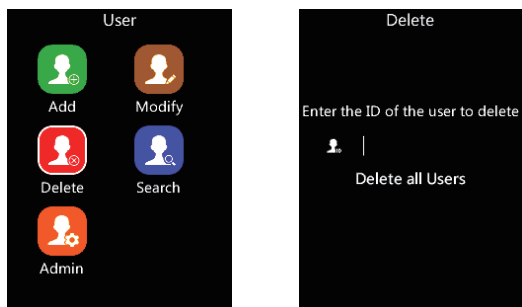 User
Add
Modify
Delete
Search
Admin
Delete
Enter the ID of the user to delete
Delete all Users